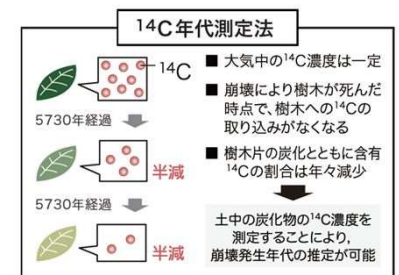 ¹⁴C年代測定法
¹⁴C
5730年経過
半減
5730年経過
半減
■ 大気中の¹⁴C濃度は一定
■ 崩壊により樹木が死んだ
時点で、樹木への¹⁴Cの
取り込みがなくなる
■ 樹木片の炭化とともに含有
¹⁴Cの割合は年々減少
土中の炭化物の¹⁴C濃度を
測定することにより,
崩壊発生年代の推定が可能